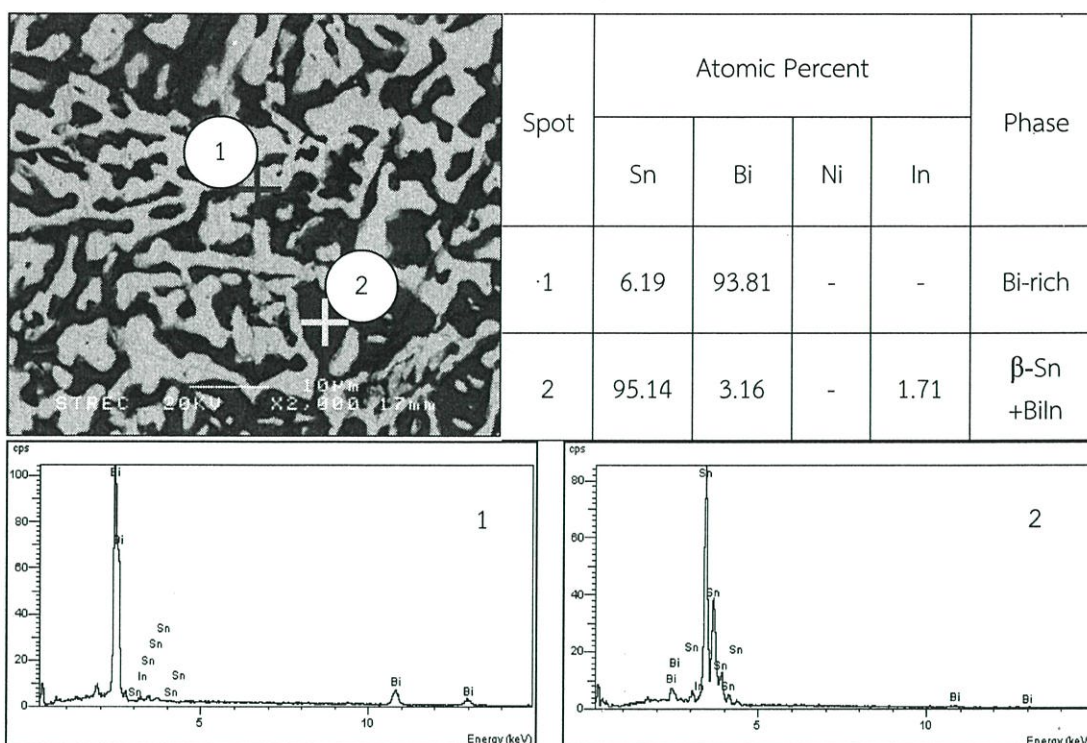 1
2
10µm
STREC 20KV X2,000 17mm
Atomic Percent
Spot Phase
Sn Bi Ni In
1 6.19 93.81 - - Bi-rich
2 95.14 3.16 - 1.71 β-Sn
+BiIn
cps
100
80
60
40
20
0
Bi
Bi
Sn
Sn
Sn
In
Sn
Sn
Sn
Bi
Bi
1
5
10
Energy (keV)
cps
80
60
40
20
0
Sn
Sn
Sn
Sn
Bi
Bi
Sn
In
Sn
Bi
Bi
2
5
10
Energy (keV)